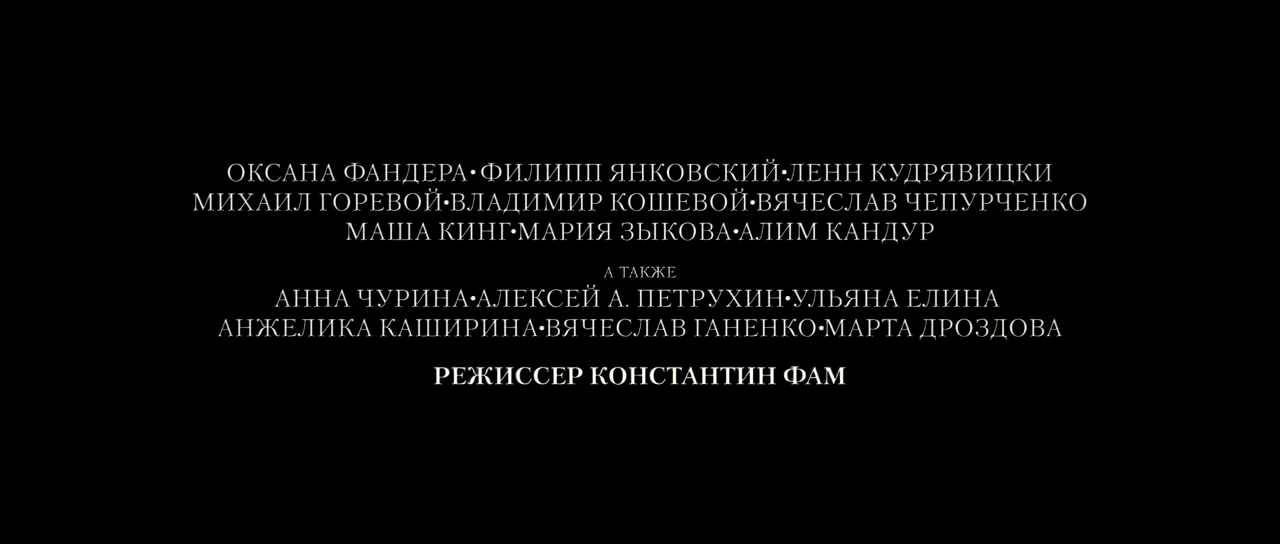 ОКСАНА ФАНДЕРА•ФИЛИПП ЯНКОВСКИЙ•ЛЕНН КУДРЯВИЦКИ
МИХАИЛ ГОРЕВОЙ•ВЛАДИМИР КОШЕВОЙ•ВЯЧЕСЛАВ ЧЕПУРЧЕНКО
МАША КИНГ•МАРИЯ ЗЫКОВА•АЛИМ КАНДУР
А ТАКЖЕ
АННА ЧУРИНА•АЛЕКСЕЙ А. ПЕТРУХИН•УЛЬЯНА ЕЛИНА
АНЖЕЛИКА КАШИРИНА•ВЯЧЕСЛАВ ГАНЕНКО•МАРТА ДРОЗДОВА
РЕЖИССЕР КОНСТАНТИН ФАМ